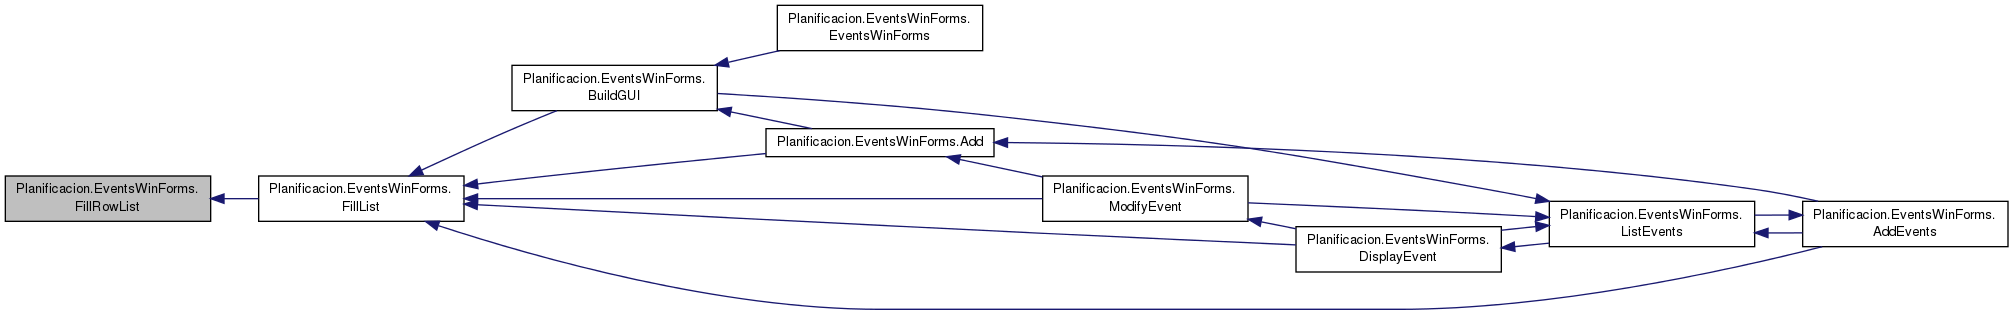 Planificacion.EventsWinForms.
FillRowList
Planificacion.EventsWinForms.
FillList
Planificacion.EventsWinForms.
BuildGUI
Planificacion.EventsWinForms.
EventsWinForms
Planificacion.EventsWinForms.Add
Planificacion.EventsWinForms.
ModifyEvent
Planificacion.EventsWinForms.
DisplayEvent
Planificacion.EventsWinForms.
ListEvents
Planificacion.EventsWinForms.
AddEvents